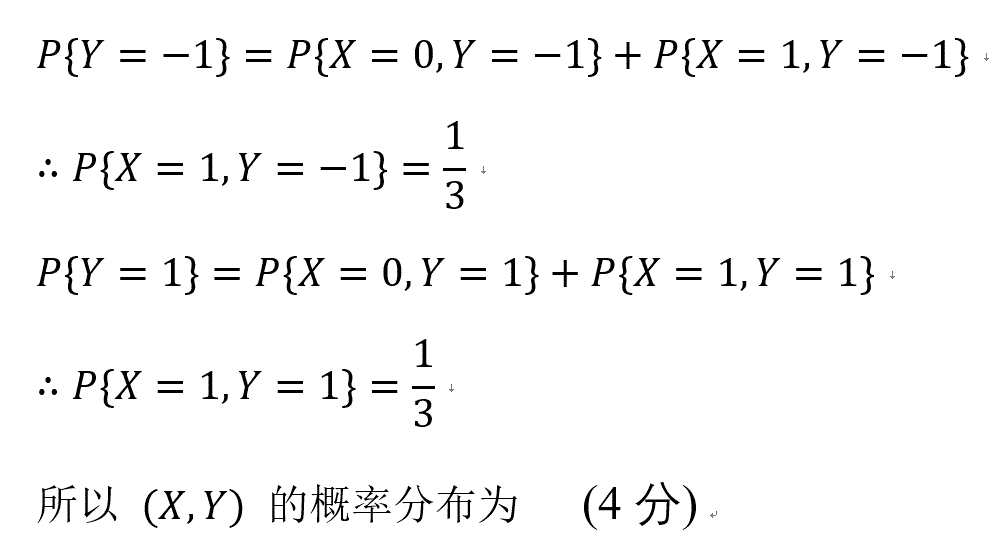 P{Y = −1} = P{X = 0, Y = −1} + P{X = 1, Y = −1}
∴ P{X = 1, Y = −1} = 1/3
P{Y = 1} = P{X = 0, Y = 1} + P{X = 1, Y = 1}
∴ P{X = 1, Y = 1} = 1/3
所以 (X, Y) 的概率分布为 (4 分)